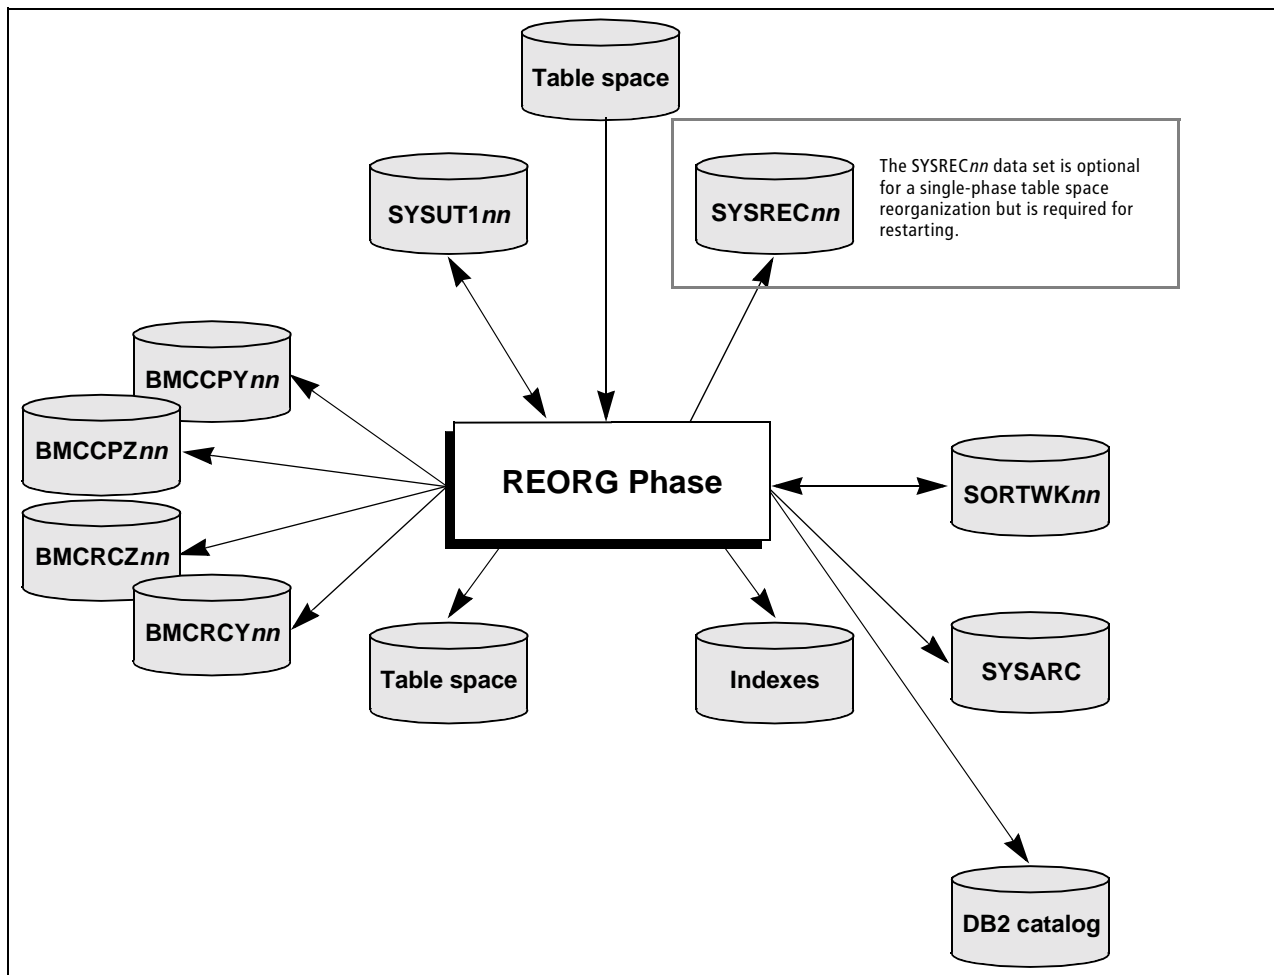 Table space
SYSUT1nn
SYSRECnn
The SYSRECnn data set is optional
for a single-phase table space
reorganization but is required for
restarting.
BMCCPYnn
BMCCPZnn
BMCRCZnn
BMCRCYnn
REORG Phase
SORTWKnn
Table space
Indexes
SYSARC
DB2 catalog